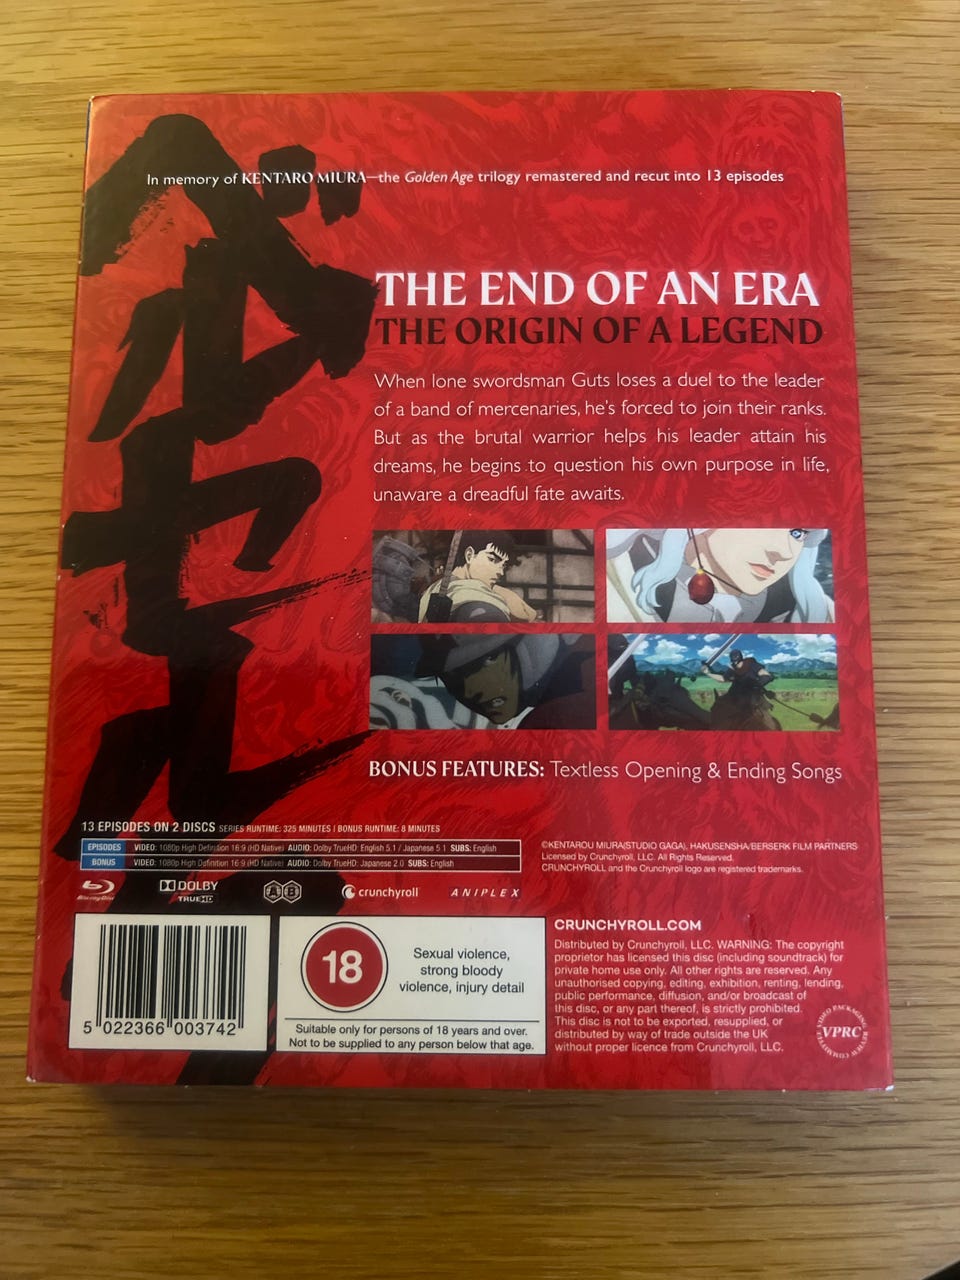 In memory of KENTARO MIURA—the Golden Age trilogy remastered and recut into 13 episodes
THE END OF AN ERA
THE ORIGIN OF A LEGEND
When lone swordsman Guts loses a duel to the leader
of a band of mercenaries, he's forced to join their ranks.
But as the brutal warrior helps his leader attain his
dreams, he begins to question his own purpose in life,
unaware a dreadful fate awaits.
BONUS FEATURES: Textless Opening & Ending Songs
13 EPISODES ON 2 DISCS SERIES RUNTIME: 325 MINUTES | BONUS RUNTIME: 8 MINUTES
EPISODES VIDEO: 1080p High Definition 16:9 (HD Native) AUDIO: Dolby TrueHD: English 5.1 / Japanese 5.1 SUBS: English
BONUS VIDEO: 1080p High Definition 16:9 (HD Native) AUDIO: Dolby TrueHD: Japanese 2.0 SUBS: English
©KENTAROU MIURA(STUDIO GAGA), HAKUSENSHA/BERSERK FILM PARTNERS
Licensed by Crunchyroll, LLC. All Rights Reserved.
CRUNCHYROLL and the Crunchyroll logo are registered trademarks.
Blu-ray Disc
DOLBY
TRUEHD
A B
crunchyroll
ANIPLEX
5 022366 003742
18
Sexual violence,
strong bloody
violence, injury detail
Suitable only for persons of 18 years and over.
Not to be supplied to any person below that age.
CRUNCHYROLL.COM
Distributed by Crunchyroll, LLC. WARNING: The copyright
proprietor has licensed this disc (including soundtrack) for
private home use only. All other rights are reserved. Any
unauthorised copying, editing, exhibition, renting, lending,
public performance, diffusion, and/or broadcast of
this disc, or any part thereof, is strictly prohibited.
This disc is not to be exported, resupplied, or
distributed by way of trade outside the UK
without proper licence from Crunchyroll, LLC.
VIDEO PACKAGING REVIEW COMMITTEE
VPRC